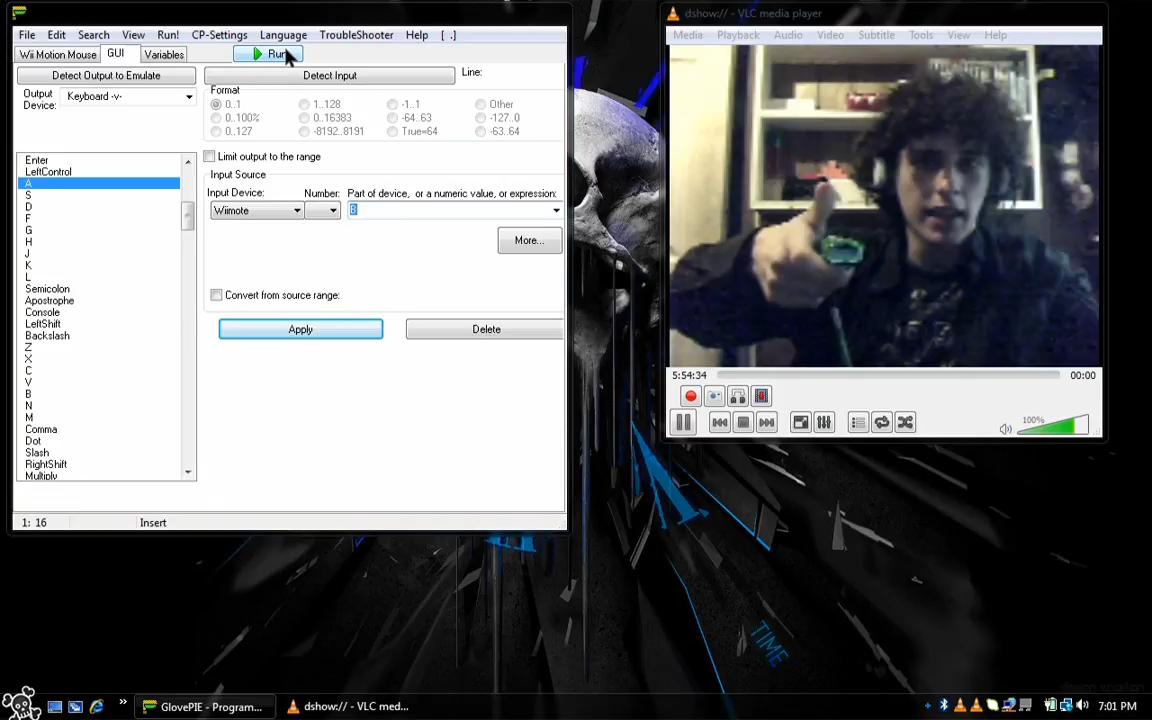 dshow:// - VLC media player
File Edit Search View Run! CP-Settings Language TroubleShooter Help [ .]
Media Playback Audio Video Subtitle Tools View Help
Wii Motion Mouse GUI Variables Run
Detect Output to Emulate Detect Input Line:
Output Device: Keyboard -v-
Format
0..1 1..128 -1..1 Other
0..100% 0..16383 -64..63 -127..0
0..127 -8192..8191 True=64 -63..64
Limit output to the range
Input Source
Input Device: Number: Part of device, or a numeric value, or expression:
Wiimote B
More...
Convert from source range:
Apply Delete
Enter
LeftControl
A
S
D
F
G
H
J
K
L
Semicolon
Apostrophe
Console
LeftShift
Backslash
Z
X
C
V
B
N
M
Comma
Dot
Slash
RightShift
Multiply
5:54:34 00:00
100%
1: 16 Insert
TIME
GlovePIE - Program... dshow:// - VLC med... 7:01 PM